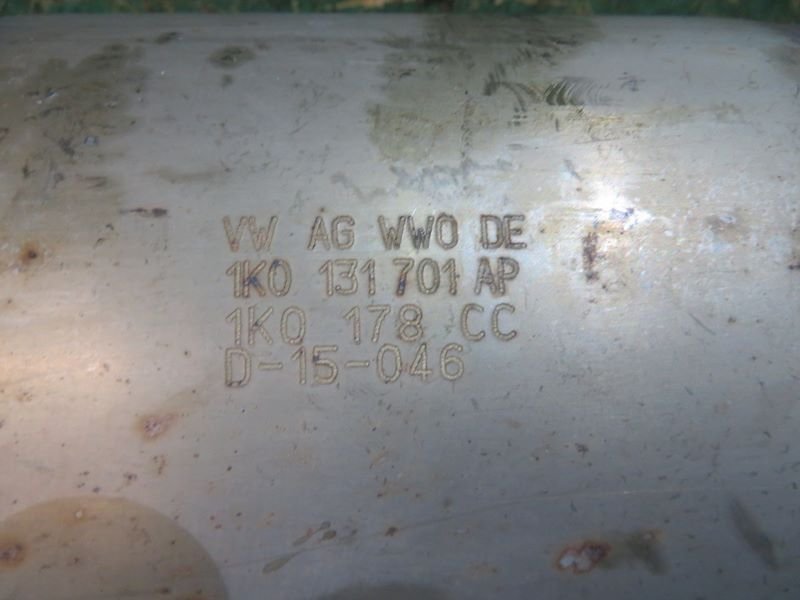 VW AG WWO DE
1K0 131 701 AP
1K0 178 CC
D-15-046